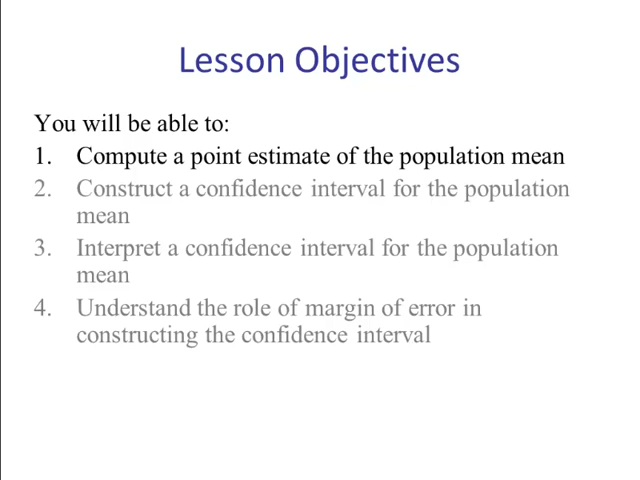 Lesson Objectives
You will be able to:
1. Compute a point estimate of the population mean
2. Construct a confidence interval for the population
mean
3. Interpret a confidence interval for the population
mean
4. Understand the role of margin of error in
constructing the confidence interval